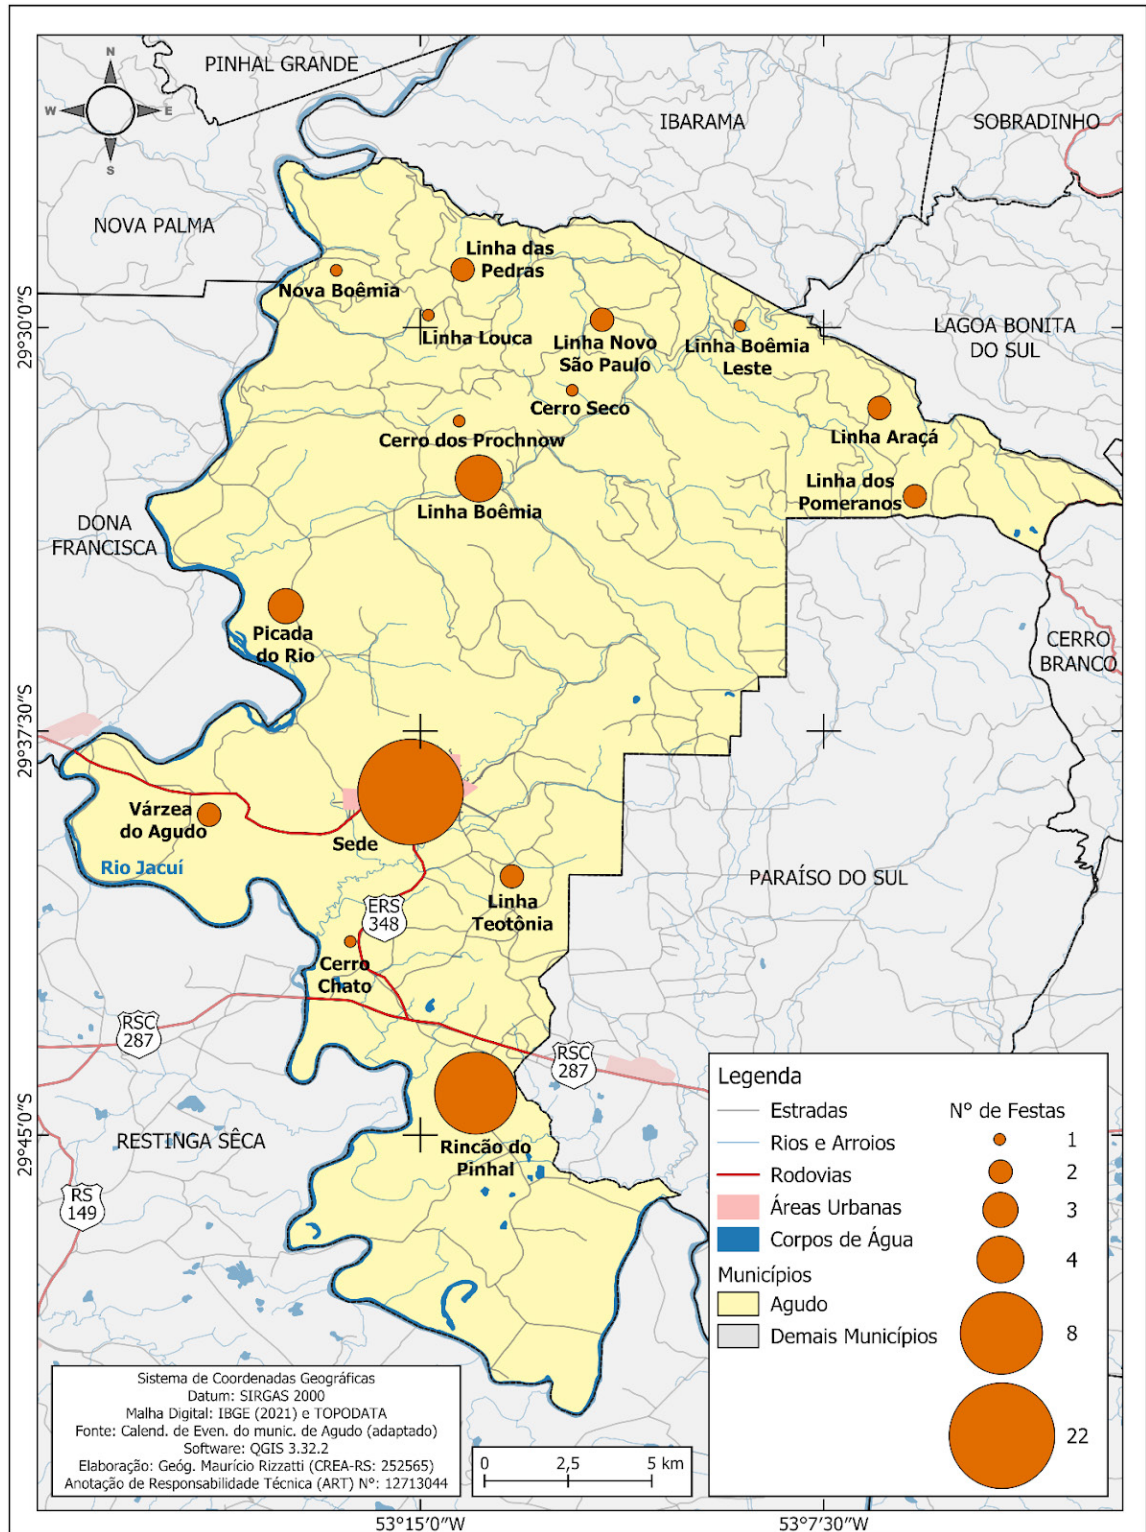 PINHAL GRANDE
IBARAMA
SOBRADINHO
N
W
E
S
NOVA PALMA
Linha das
Pedras
Nova Boêmia
Linha Louca
Linha Novo
São Paulo
Linha Boêmia
Leste
LAGOA BONITA
DO SUL
29°30'0"S
Cerro Seco
Cerro dos Prochnow
Linha Araçá
Linha dos
Pomeranos
Linha Boêmia
DONA
FRANCISCA
Picada
do Rio
CERRO
BRANCO
29°37'30"S
Várzea
do Agudo
Sede
Rio Jacuí
PARAÍSO DO SUL
Linha
Teotônia
ERS
348
Cerro
Chato
RSC
287
RSC
287
RESTINGA SÊCA
29°45'0"S
Rincão do
Pinhal
RS
149
Legenda
Estradas
Rios e Arroios
Rodovias
Áreas Urbanas
Corpos de Água
Municípios
Agudo
Demais Municípios
N° de Festas
1
2
3
4
8
22
Sistema de Coordenadas Geográficas
Datum: SIRGAS 2000
Malha Digital: IBGE (2021) e TOPODATA
Fonte: Calend. de Even. do munic. de Agudo (adaptado)
Software: QGIS 3.32.2
Elaboração: Geóg. Maurício Rizzatti (CREA-RS: 252565)
Anotação de Responsabilidade Técnica (ART) N°: 12713044
0 2,5 5 km
53°15'0"W
53°7'30"W